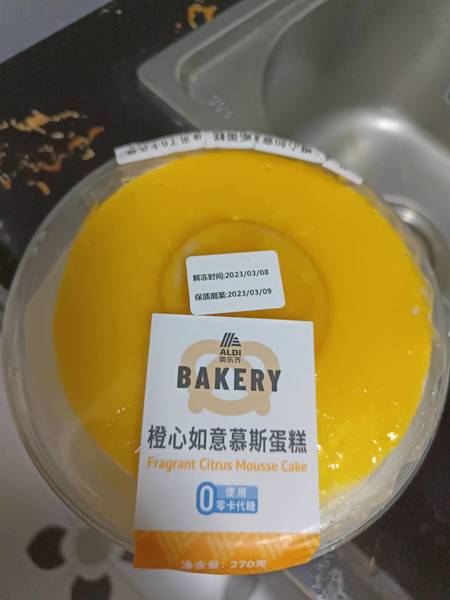 解冻时间:2023/03/08
保质期至:2023/03/09
ALDI
奥乐齐
BAKERY
橙心如意慕斯蛋糕
Fragrant Citrus Mousse Cake
0 使用
零卡代糖
净含量: 270克